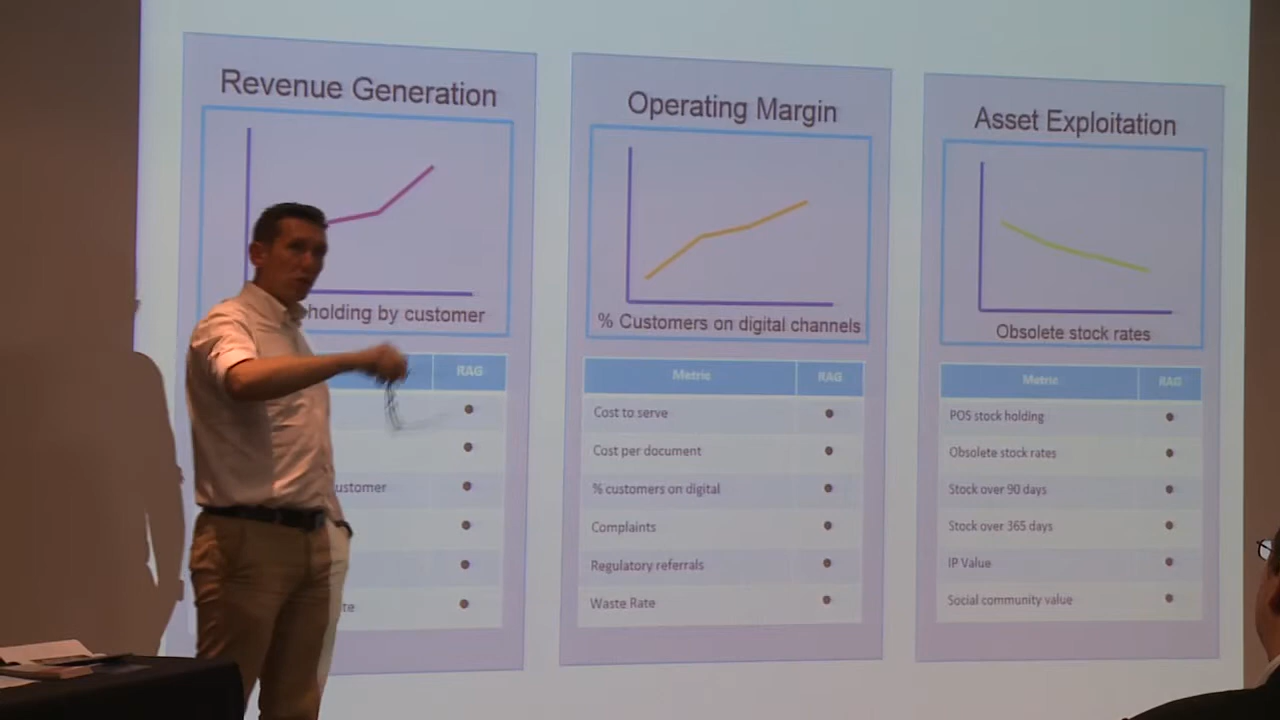 Revenue Generation
holding by customer
RAG
ustomer
te
Operating Margin
% Customers on digital channels
Metric RAG
Cost to serve
Cost per document
% customers on digital
Complaints
Regulatory referrals
Waste Rate
Asset Exploitation
Obsolete stock rates
Metric RAG
POS stock holding
Obsolete stock rates
Stock over 90 days
Stock over 365 days
IP Value
Social community value